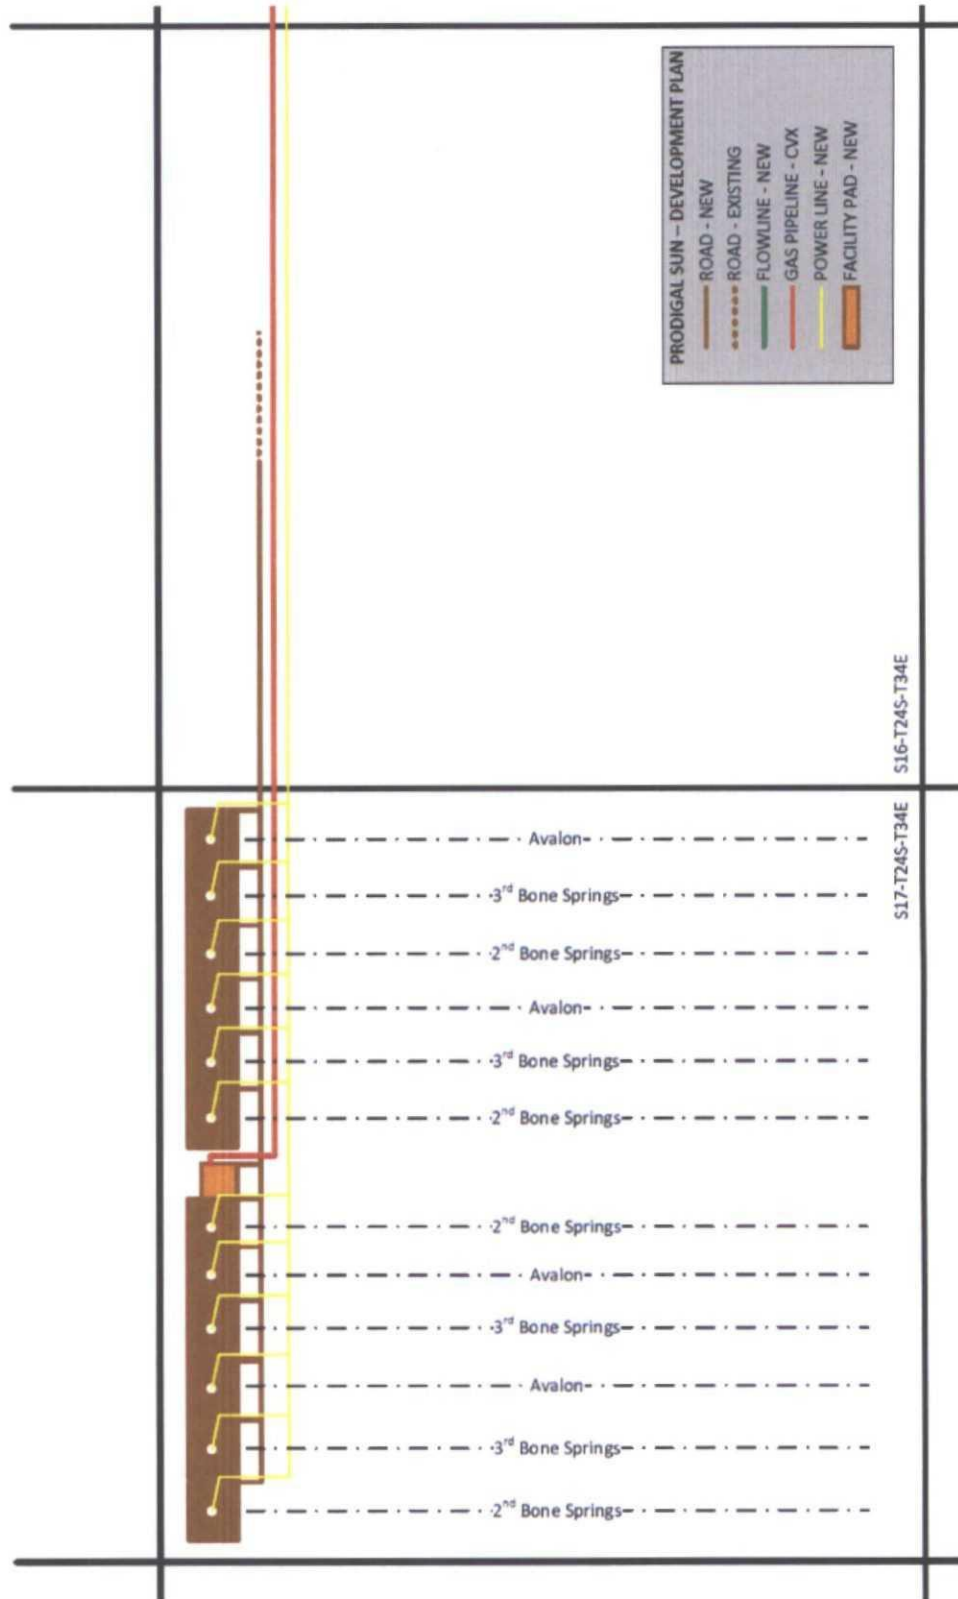 PRODIGAL SUN – DEVELOPMENT PLAN
ROAD - NEW
ROAD - EXISTING
FLOWLINE - NEW
GAS PIPELINE - CVX
POWER LINE - NEW
FACILITY PAD - NEW
S16-T24S-T34E
S17-T24S-T34E
Avalon
3rd Bone Springs
2nd Bone Springs
Avalon
3rd Bone Springs
2nd Bone Springs
2nd Bone Springs
Avalon
3rd Bone Springs
Avalon
3rd Bone Springs
2nd Bone Springs